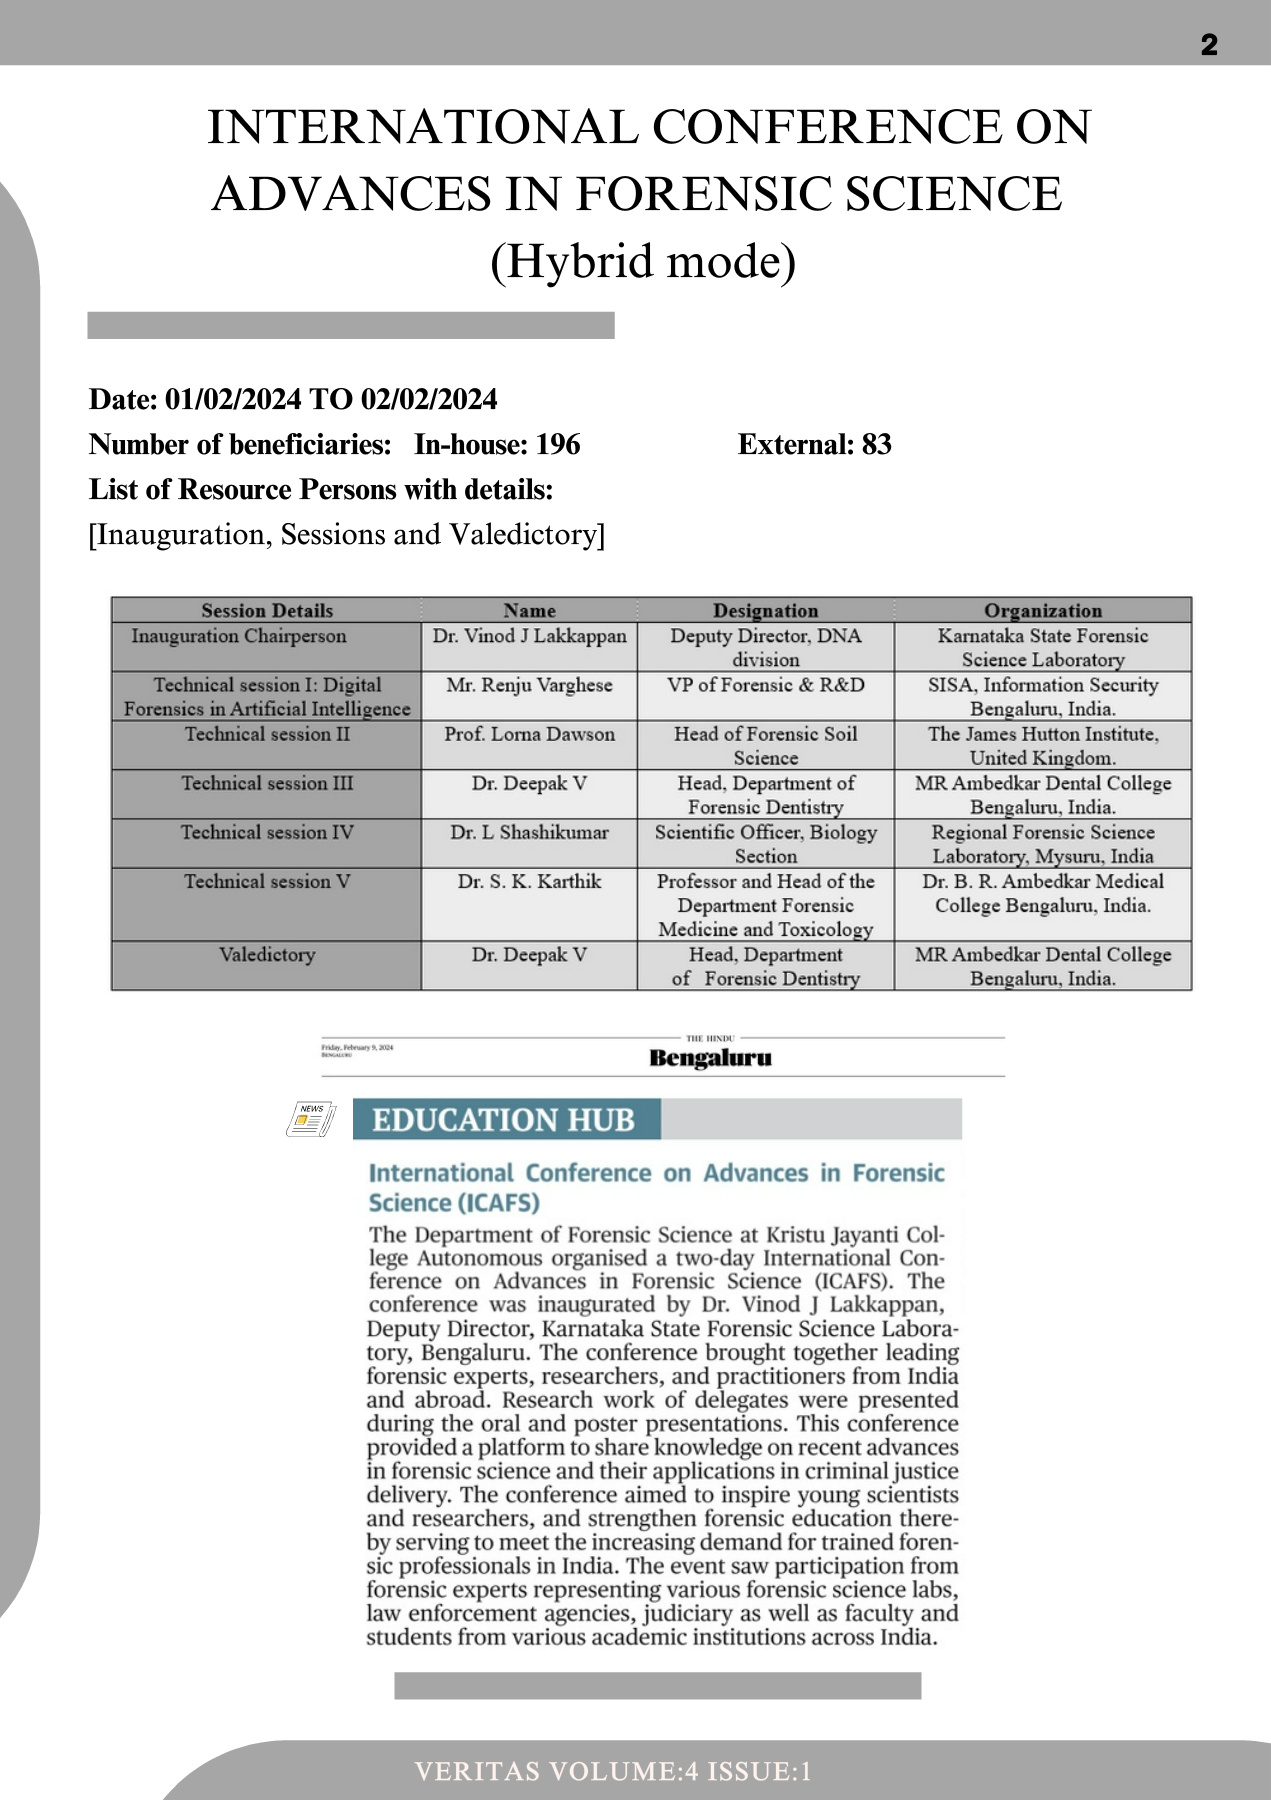 2
INTERNATIONAL CONFERENCE ON
ADVANCES IN FORENSIC SCIENCE
(Hybrid mode)
Date: 01/02/2024 TO 02/02/2024
Number of beneficiaries: In-house: 196 External: 83
List of Resource Persons with details:
[Inauguration, Sessions and Valedictory]
Session Details Name Designation Organization
Inauguration Chairperson Dr. Vinod J Lakkappan Deputy Director, DNA Karnataka State Forensic
division Science Laboratory
Technical session I: Digital Mr. Renju Varghese VP of Forensic & R&D SISA, Information Security
Forensics in Artificial Intelligence Bengaluru, India.
Technical session II Prof. Lorna Dawson Head of Forensic Soil The James Hutton Institute,
Science United Kingdom.
Technical session III Dr. Deepak V Head, Department of MR Ambedkar Dental College
Forensic Dentistry Bengaluru, India.
Technical session IV Dr. L Shashikumar Scientific Officer, Biology Regional Forensic Science
Section Laboratory, Mysuru, India
Technical session V Dr. S. K. Karthik Professor and Head of the Dr. B. R. Ambedkar Medical
Department Forensic College Bengaluru, India.
Medicine and Toxicology
Valedictory Dr. Deepak V Head, Department MR Ambedkar Dental College
of Forensic Dentistry Bengaluru, India.
THE HINDU
Friday, February 9, 2024
BENGALURU
Bengaluru
NEWS
EDUCATION HUB
International Conference on Advances in Forensic
Science (ICAFS)
The Department of Forensic Science at Kristu Jayanti Col-
lege Autonomous organised a two-day International Con-
ference on Advances in Forensic Science (ICAFS). The
conference was inaugurated by Dr. Vinod J Lakkappan,
Deputy Director, Karnataka State Forensic Science Labora-
tory, Bengaluru. The conference brought together leading
forensic experts, researchers, and practitioners from India
and abroad. Research work of delegates were presented
during the oral and poster presentations. This conference
provided a platform to share knowledge on recent advances
in forensic science and their applications in criminal justice
delivery. The conference aimed to inspire young scientists
and researchers, and strengthen forensic education there-
by serving to meet the increasing demand for trained foren-
sic professionals in India. The event saw participation from
forensic experts representing various forensic science labs,
law enforcement agencies, judiciary as well as faculty and
students from various academic institutions across India.
VERITAS VOLUME:4 ISSUE:1